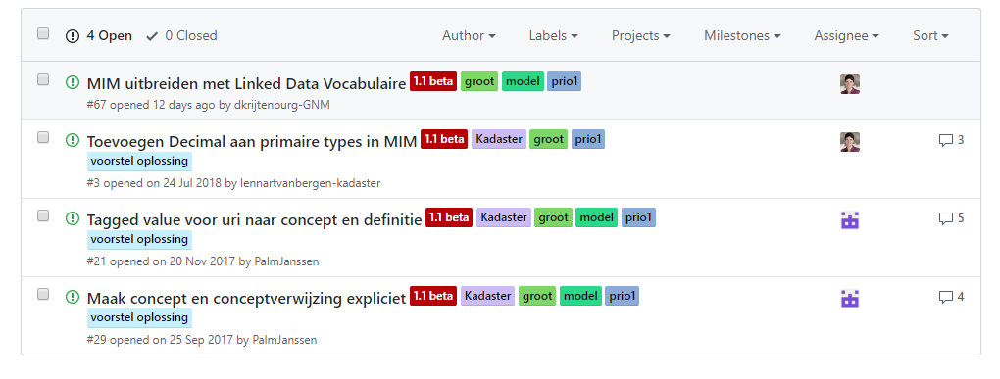 4 Open 0 Closed Author Labels Projects Milestones Assignee Sort
MIM uitbreiden met Linked Data Vocabulaire 1.1 beta groot model prio1
#67 opened 12 days ago by dkrijtenburg-GNM
Toevoegen Decimal aan primaire types in MIM 1.1 beta Kadaster groot prio1 3
voorstel oplossing
#3 opened on 24 Jul 2018 by lennartvanbergen-kadaster
Tagged value voor uri naar concept en definitie 1.1 beta Kadaster groot model prio1 5
voorstel oplossing
#21 opened on 20 Nov 2017 by PalmJanssen
Maak concept en conceptverwijzing expliciet 1.1 beta Kadaster groot model prio1 4
voorstel oplossing
#29 opened on 25 Sep 2017 by PalmJanssen